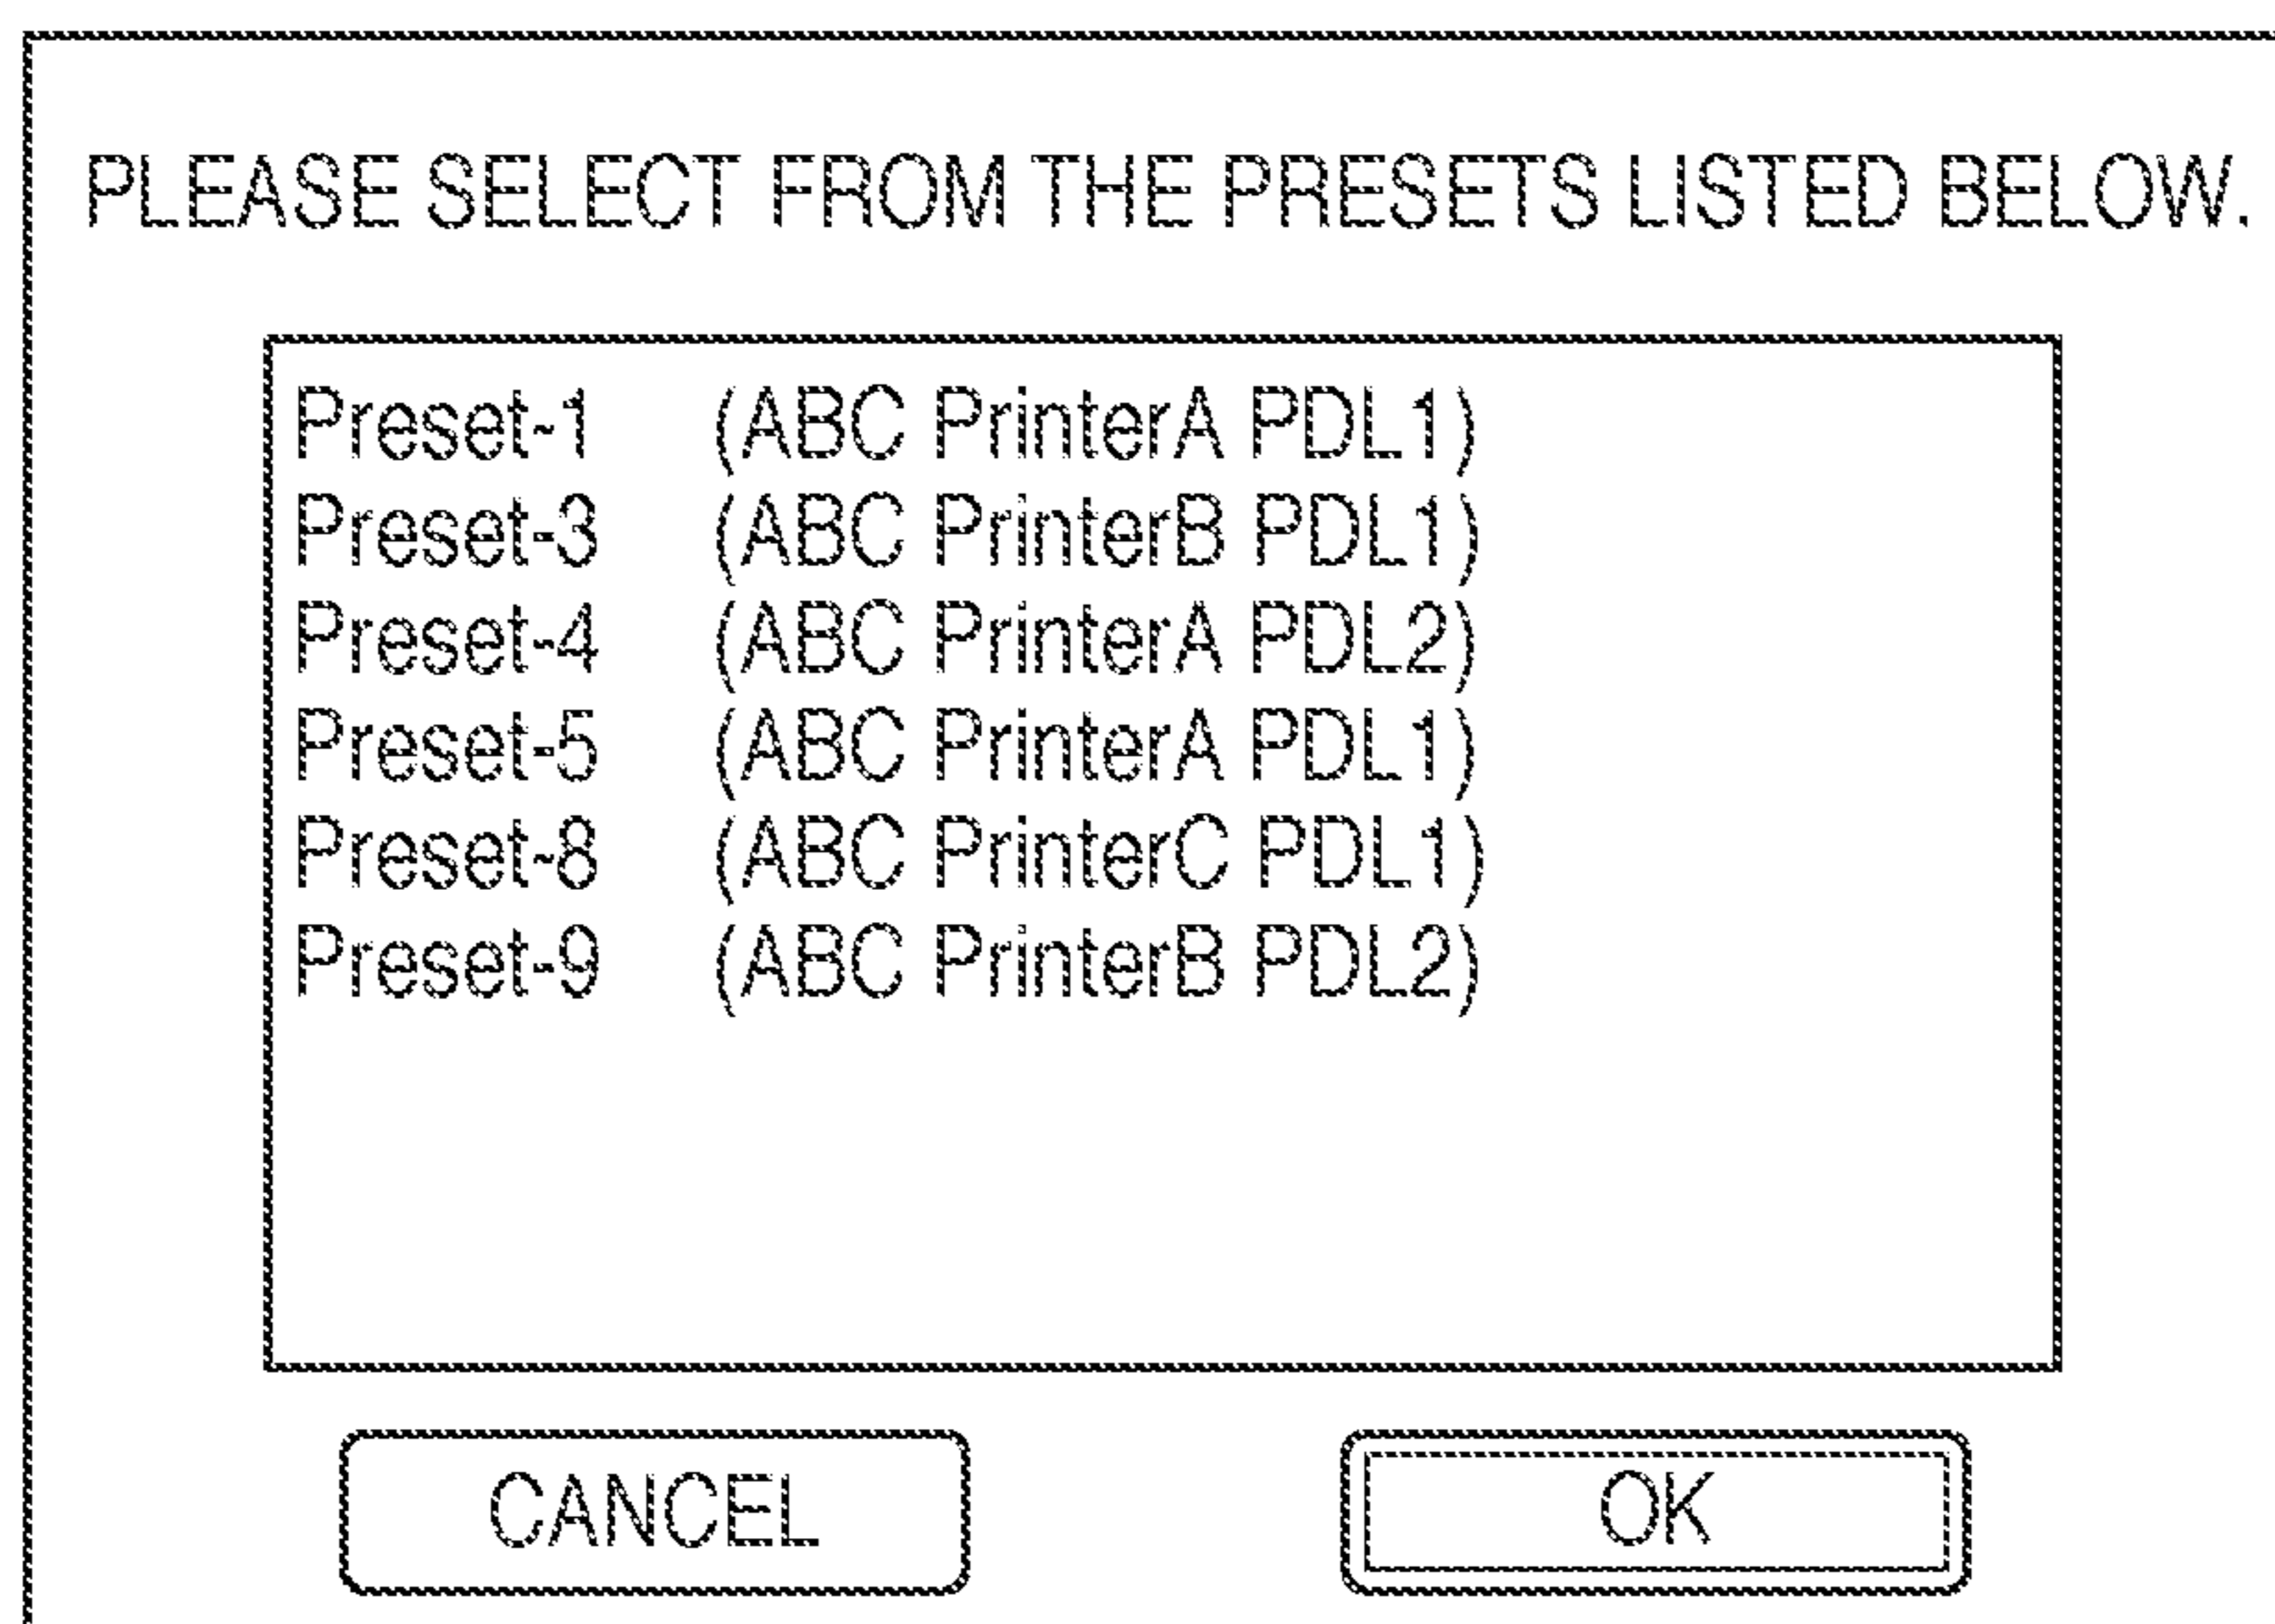 PLEASE SELECT FROM THE PRESETS LISTED BELOW.
Preset-1 (ABC PrinterA PDL1)
Preset-3 (ABC PrinterB PDL1)
Preset-4 (ABC PrinterA PDL2)
Preset-5 (ABC PrinterA PDL1)
Preset-8 (ABC PrinterC PDL1)
Preset-9 (ABC PrinterB PDL2)
CANCEL OK